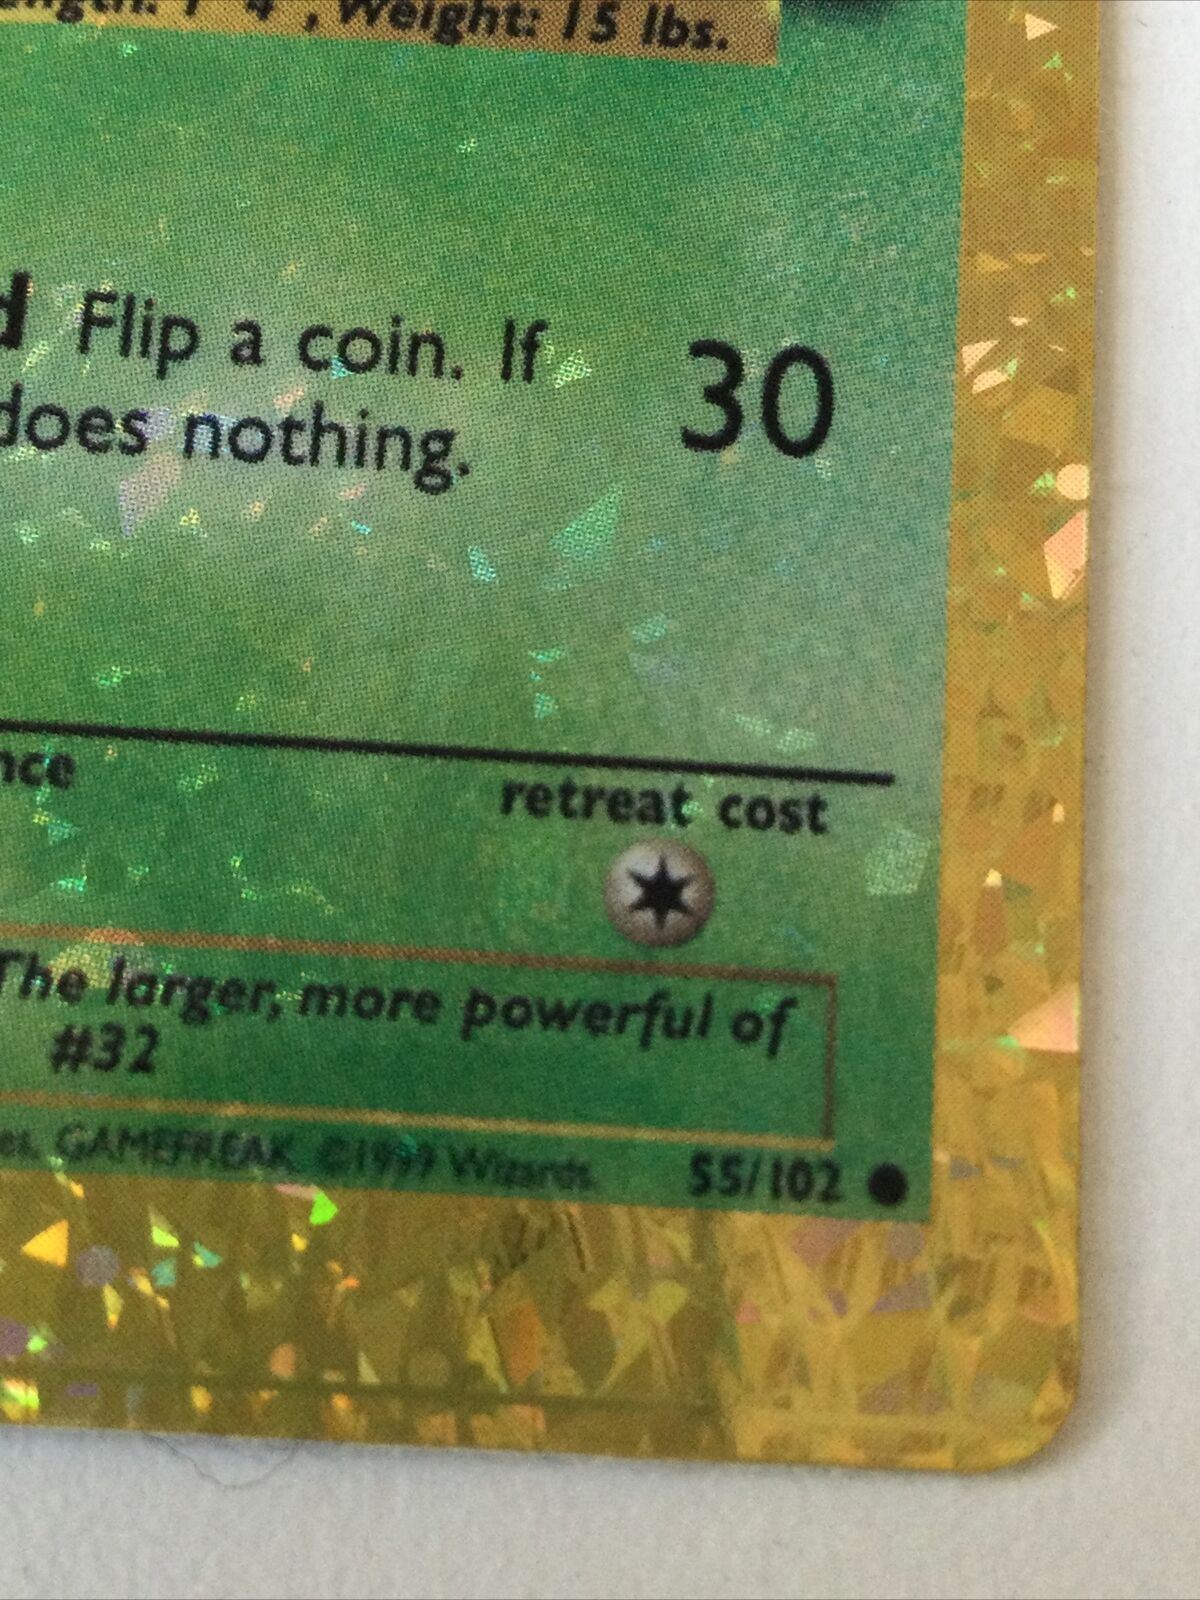 Weight: 15 lbs.
Flip a coin. If 30
does nothing.
retreat cost
The larger, more powerful of
#32
GAMEFREAK ©1999 Wizards. 55/102